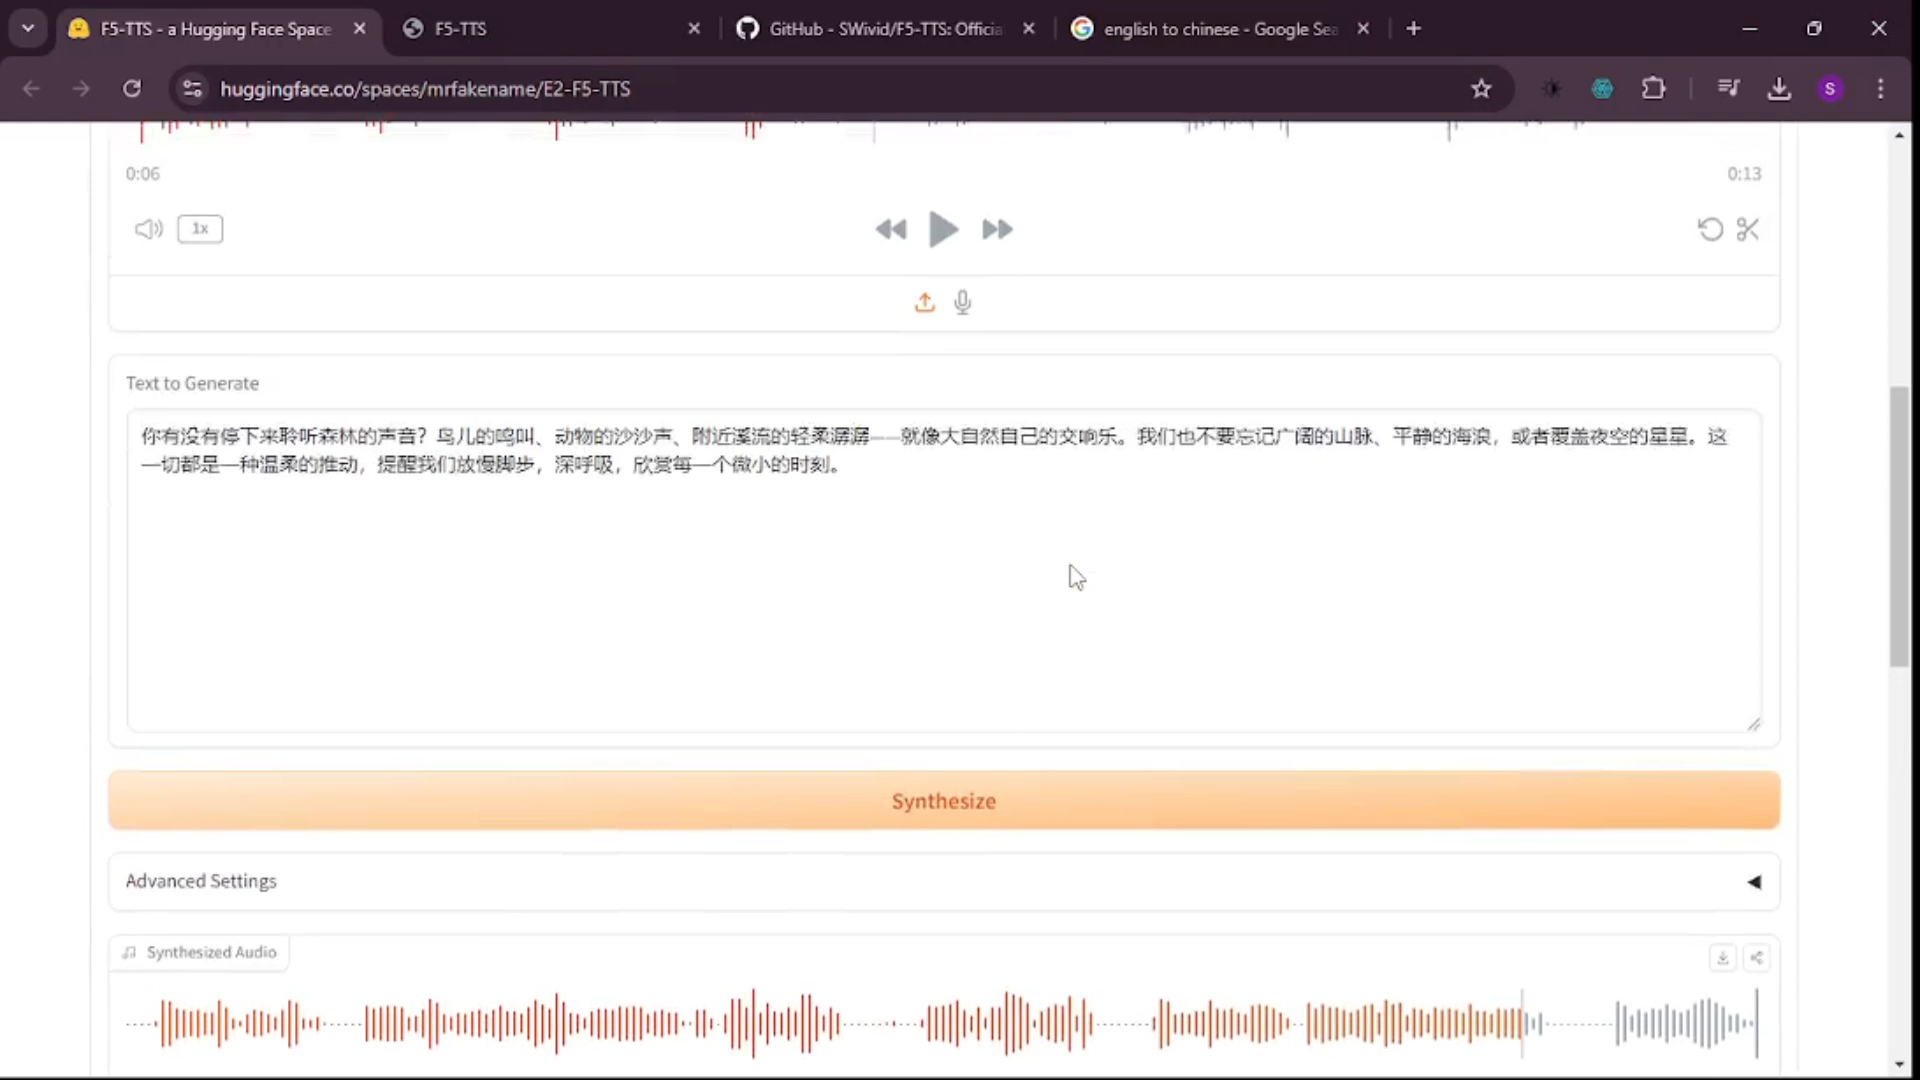 F5-TTS - a Hugging Face Space
F5-TTS
GitHub - SWivid/F5-TTS: Officia
english to chinese - Google Sea
huggingface.co/spaces/mrfakename/E2-F5-TTS
S
0:06
0:13
1x
Text to Generate
你有没有停下来聆听森林的声音？鸟儿的鸣叫、动物的沙沙声、附近溪流的轻柔潺潺——就像大自然自己的交响乐。我们也不要忘记广阔的山脉、平静的海浪，或者覆盖夜空的星星。这
一切都是一种温柔的推动，提醒我们放慢脚步，深呼吸，欣赏每一个微小的时刻。
Synthesize
Advanced Settings
Synthesized Audio